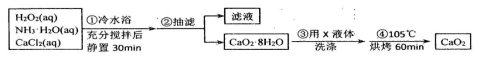 H₂O₂(aq)
NH₃·H₂O(aq)
CaCl₂(aq)
①冷水浴
充分搅拌后
静置 30min
②抽滤
滤液
CaO₂·8H₂O
③用 X 液体
洗涤
④105℃
烘烤 60min
CaO₂